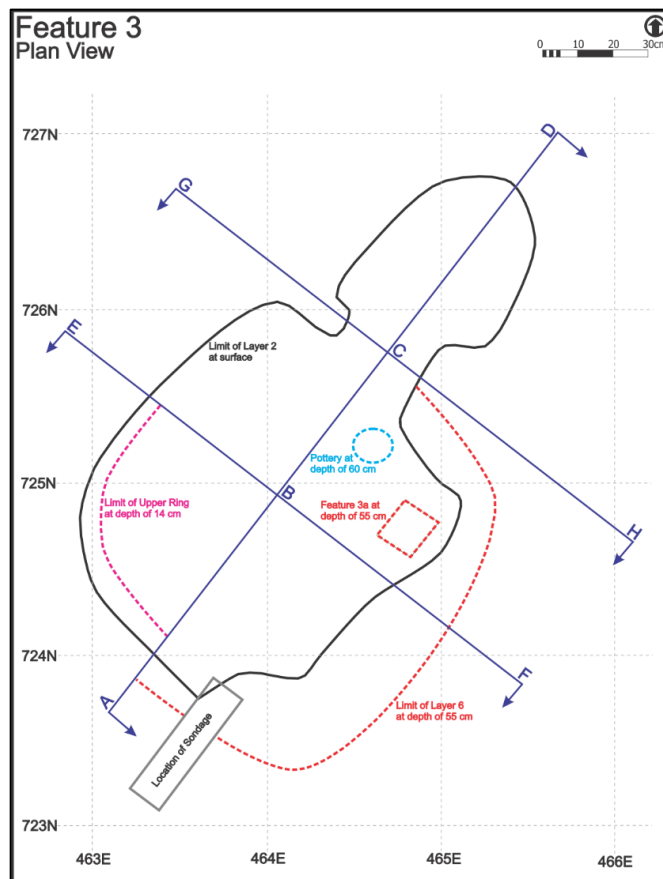 Feature 3
Plan View
0 10 20 30cm
727N
D
G
726N
E
Limit of Layer 2
at surface
C
Pottery at
depth of 60 cm
725N
B
Limit of Upper Ring
at depth of 14 cm
Feature 3a at
depth of 55 cm
H
724N
A
F
Limit of Layer 6
at depth of 55 cm
Location of Sondage
723N
463E 464E 465E 466E